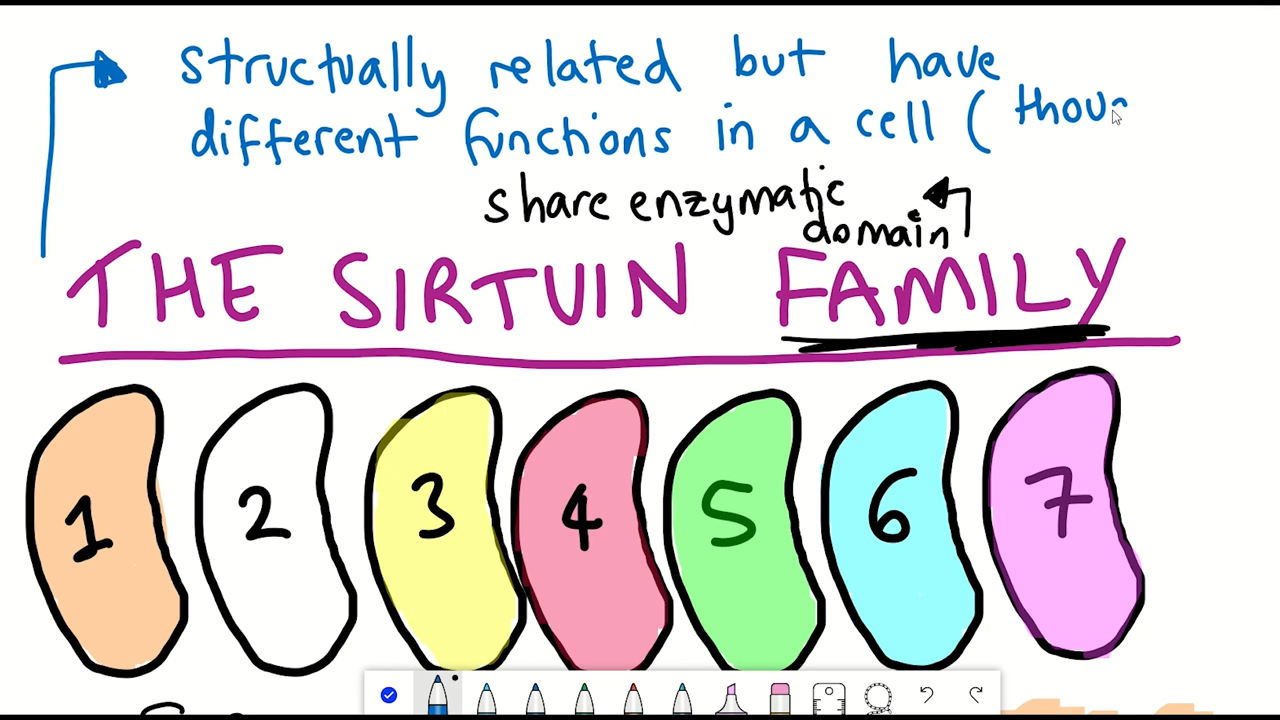 structually related but have
different functions in a cell (
share enzymatic
domain
THE SIRTUIN FAMILY
1 2 3 4 5 6 7